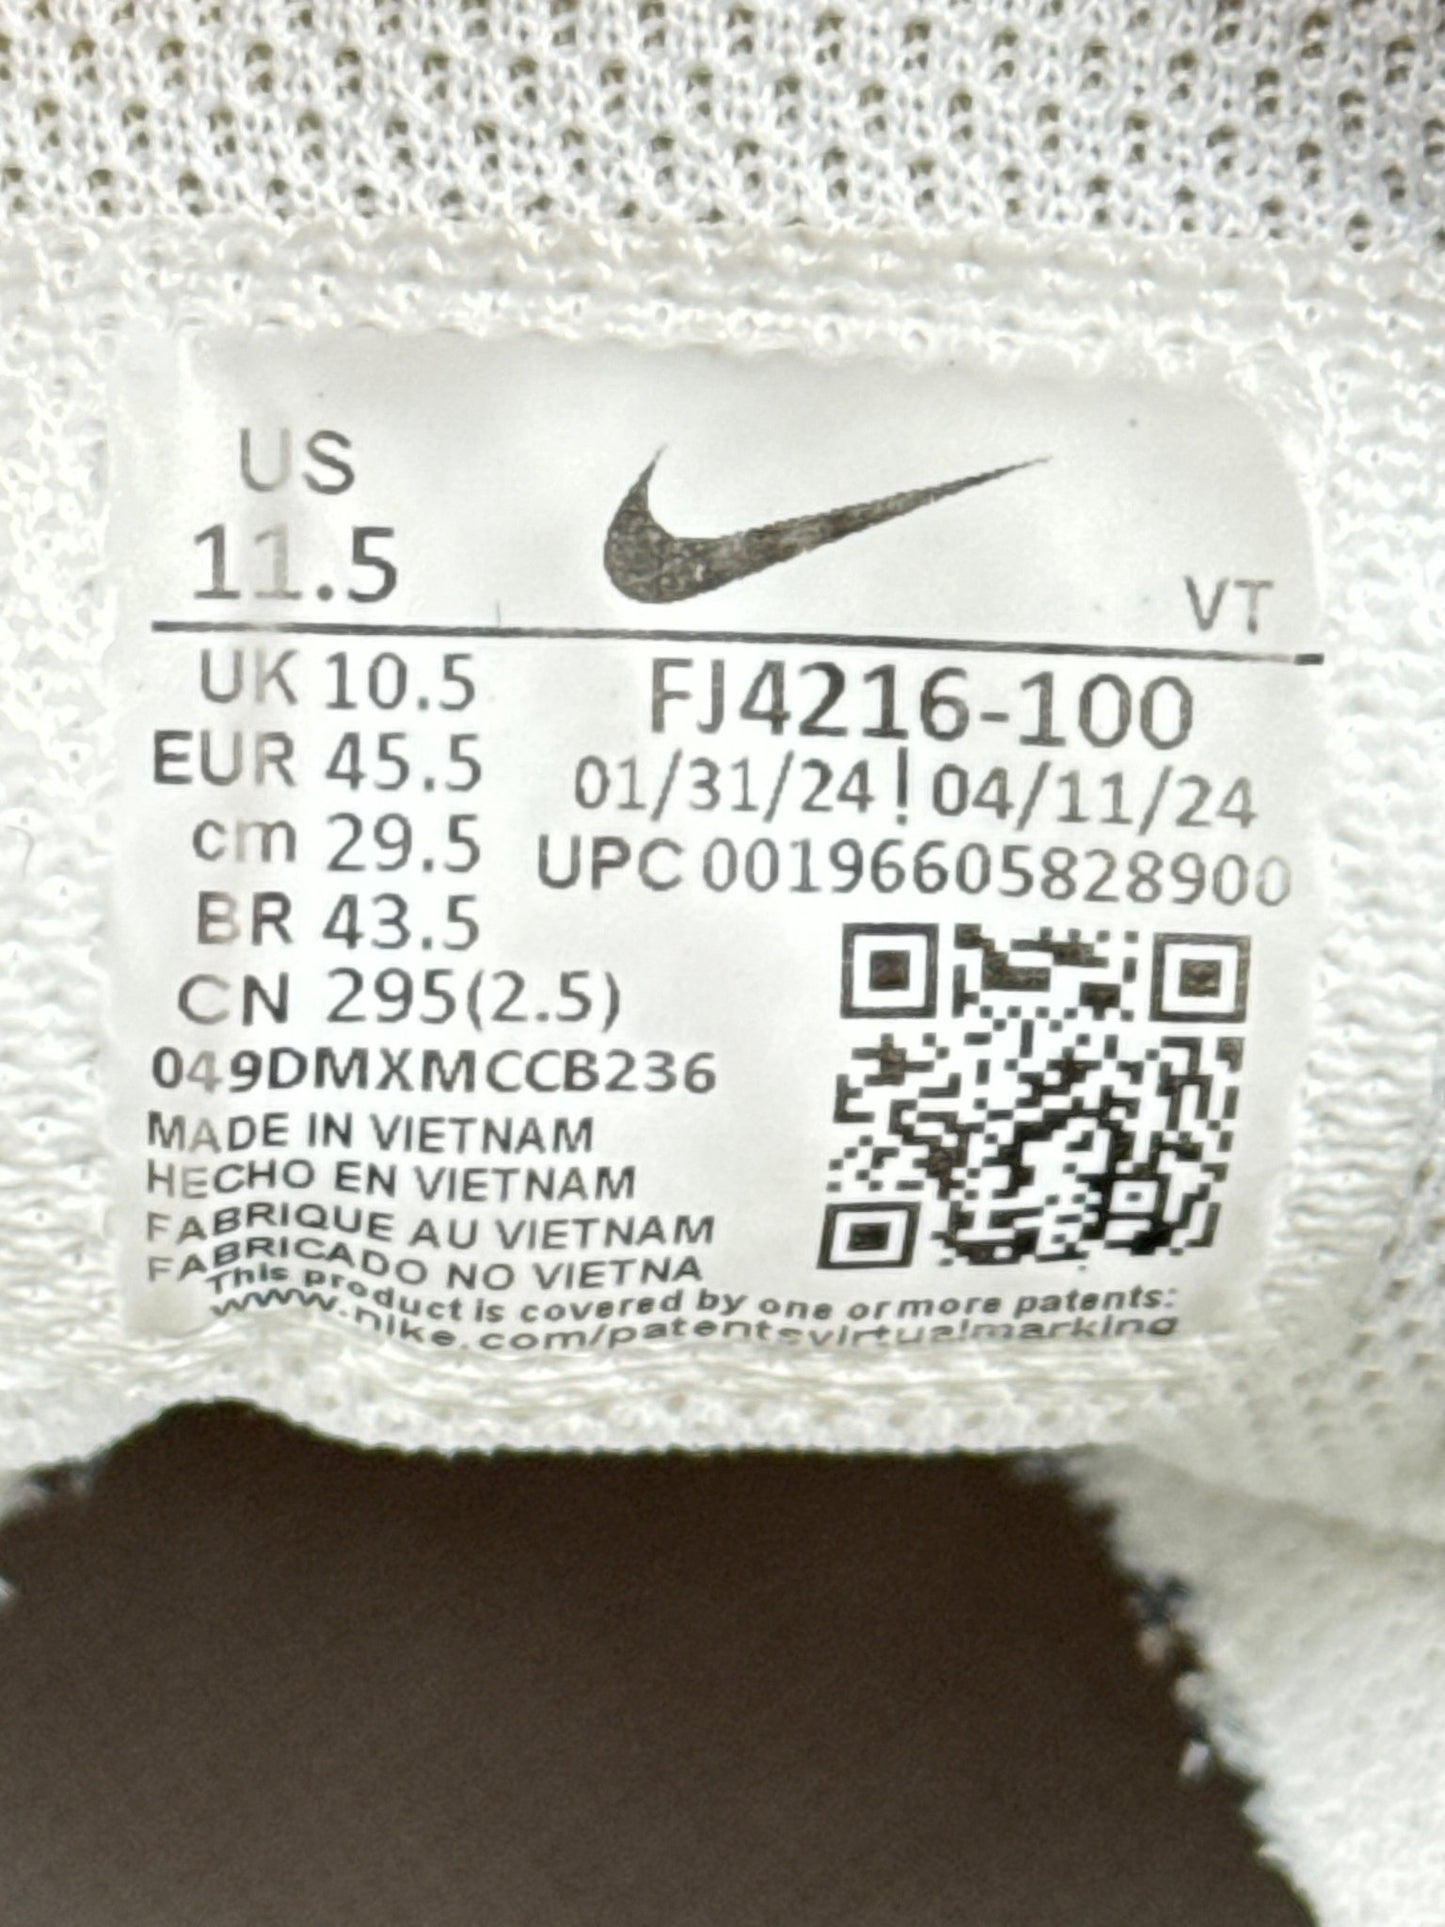 US
11.5
VT
UK 10.5
EUR 45.5
cm 29.5
BR 43.5
CN 295(2.5)
FJ4216-100
01/31/24 ! 04/11/24
UPC 00196605828900
049DMXMCCB236
MADE IN VIETNAM
HECHO EN VIETNAM
FABRIQUE AU VIETNAM
FABRICADO NO VIETNA
This product is covered by one or more patents:
www.nike.com/patentsvirtualmarking